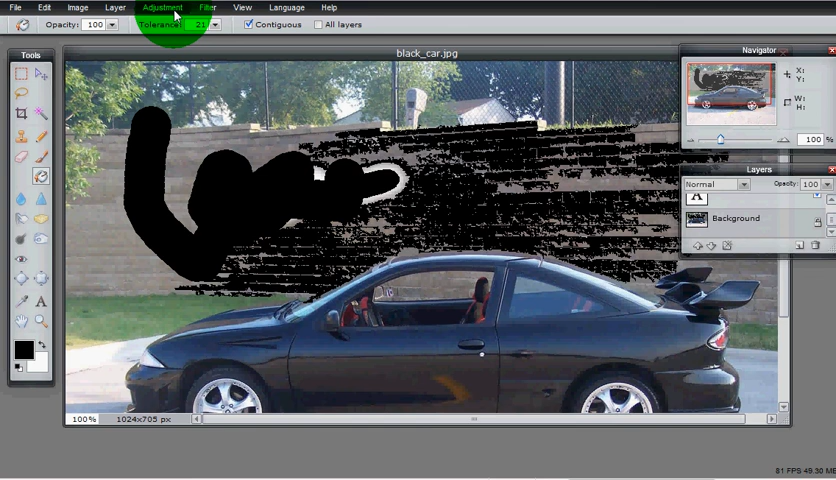 File Edit Image Layer Adjustment Filter View Language Help
Opacity: 100 Tolerance: 21 Contiguous All layers
Tools
black_car.jpg
Navigator
X:
Y:
W:
H:
100 %
Layers
Normal Opacity: 100
A
Background
A
100% 1024x705 px
81 FPS 49.30 ME